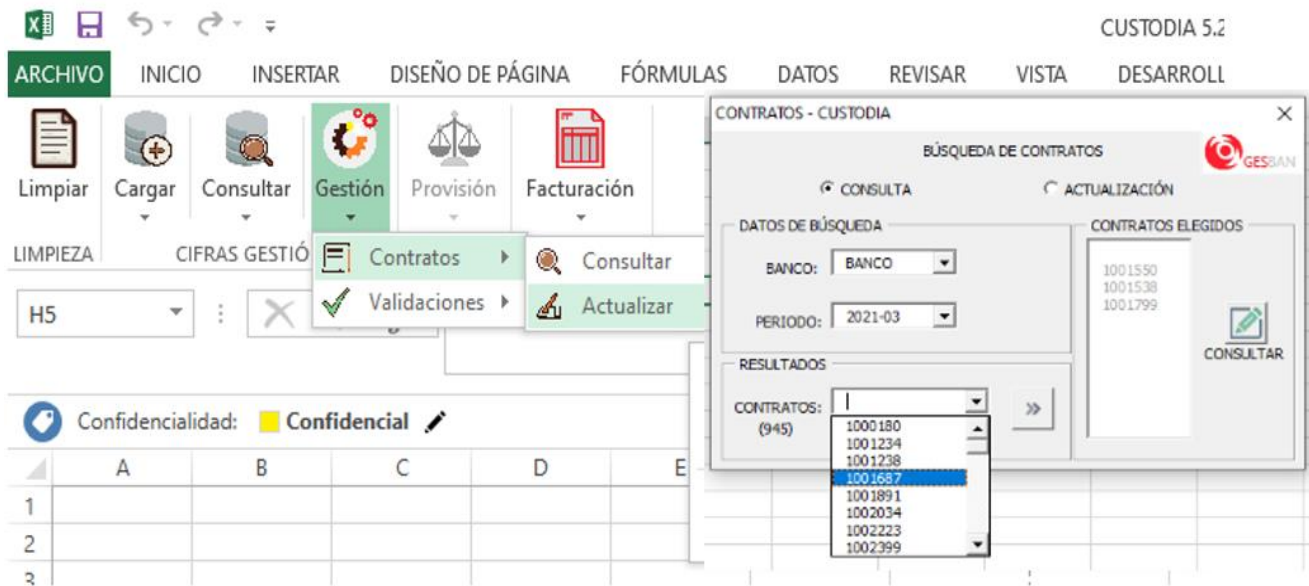 CUSTODIA 5.2
ARCHIVO INICIO INSERTAR DISEÑO DE PÁGINA FÓRMULAS DATOS REVISAR VISTA DESARROLL
Limpiar Cargar Consultar Gestión Provisión Facturación
LIMPIEZA CIFRAS GESTIÓ
Contratos Consultar
Validaciones Actualizar
H5
Confidencialidad: Confidencial
A B C D E
1
2
3
CONTRATOS - CUSTODIA
BÚSQUEDA DE CONTRATOS
GESBAN
CONSULTA ACTUALIZACIÓN
DATOS DE BÚSQUEDA
BANCO: BANCO
PERIODO: 2021-03
CONTRATOS ELEGIDOS
1001550
1001538
1001799
CONSULTAR
RESULTADOS
CONTRATOS:
(945)
>>
1000180
1001234
1001238
1001687
1001891
1002034
1002223
1002399